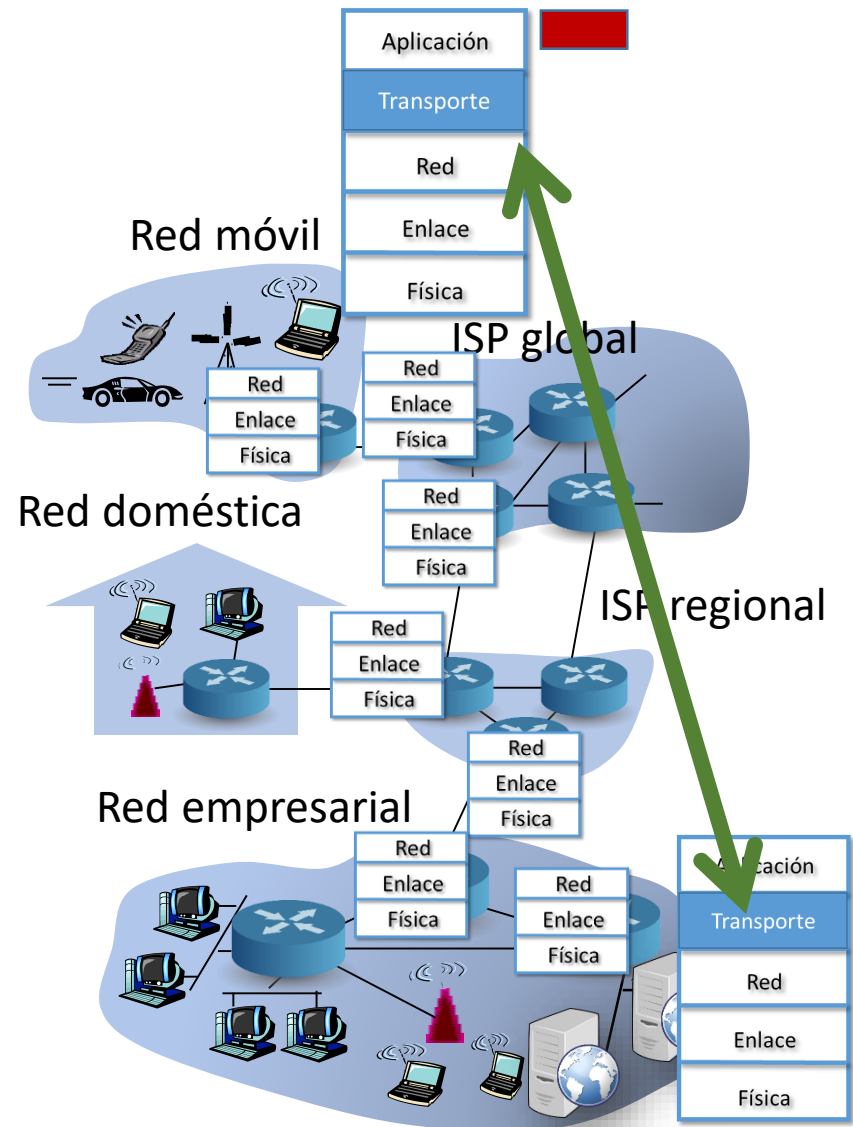 Aplicación
Transporte
Red
Enlace
Física
Red móvil
ISP global
Red
Enlace
Física
Red
Enlace
Física
Red
Enlace
Física
Red doméstica
ISP regional
Red
Enlace
Física
Red
Enlace
Física
Red empresarial
Red
Enlace
Física
Red
Enlace
Física
Aplicación
Transporte
Red
Enlace
Física